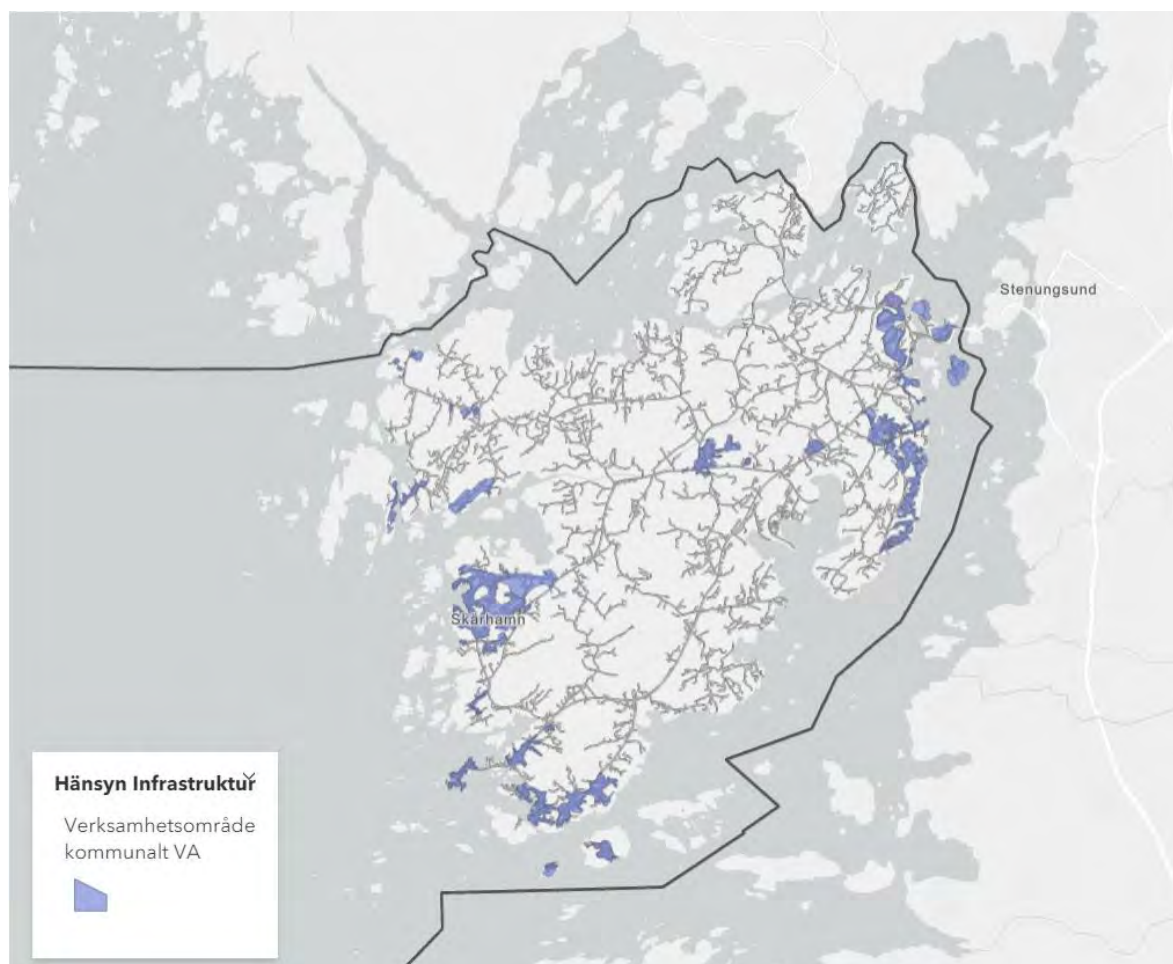 Stenungsund
Skärhamn
Hänsyn Infrastruktur
Verksamhetsområde
kommunalt VA